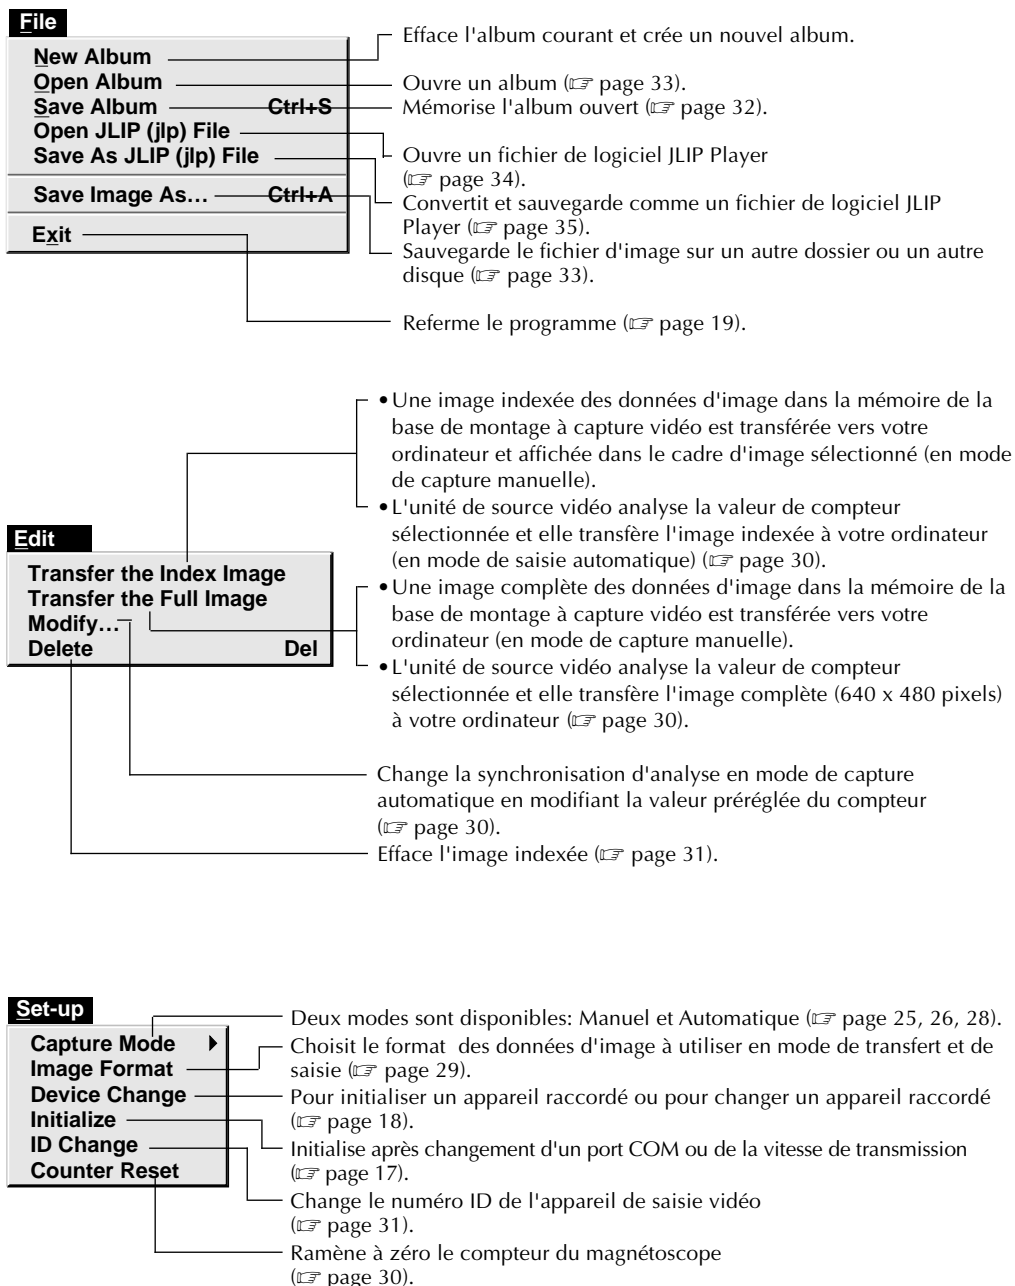 File
New Album
Open Album
Save Album Ctrl+S
Open JLIP (jlp) File
Save As JLIP (jlp) File
Save Image As... Ctrl+A
Exit
Efface l'album courant et crée un nouvel album.
Ouvre un album (☞ page 33).
Mémorise l'album ouvert (☞ page 32).
Ouvre un fichier de logiciel JLIP Player
(☞ page 34).
Convertit et sauvegarde comme un fichier de logiciel JLIP
Player (☞ page 35).
Sauvegarde le fichier d'image sur un autre dossier ou un autre
disque (☞ page 33).
Referme le programme (☞ page 19).
Edit
Transfer the Index Image
Transfer the Full Image
Modify...
Delete Del
•Une image indexée des données d'image dans la mémoire de la
base de montage à capture vidéo est transférée vers votre
ordinateur et affichée dans le cadre d'image sélectionné (en mode
de capture manuelle).
•L'unité de source vidéo analyse la valeur de compteur
sélectionnée et elle transfère l'image indexée à votre ordinateur
(en mode de saisie automatique) (☞ page 30).
•Une image complète des données d'image dans la mémoire de la
base de montage à capture vidéo est transférée vers votre
ordinateur (en mode de capture manuelle).
•L'unité de source vidéo analyse la valeur de compteur
sélectionnée et elle transfère l'image complète (640 x 480 pixels)
à votre ordinateur (☞ page 30).
Change la synchronisation d'analyse en mode de capture
automatique en modifiant la valeur préréglée du compteur
(☞ page 30).
Efface l'image indexée (☞ page 31).
Set-up
Capture Mode
Image Format
Device Change
Initialize
ID Change
Counter Reset
Deux modes sont disponibles: Manuel et Automatique (☞ page 25, 26, 28).
Choisit le format des données d'image à utiliser en mode de transfert et de
saisie (☞ page 29).
Pour initialiser un appareil raccordé ou pour changer un appareil raccordé
(☞ page 18).
Initialise après changement d'un port COM ou de la vitesse de transmission
(☞ page 17).
Change le numéro ID de l'appareil de saisie vidéo
(☞ page 31).
Ramène à zéro le compteur du magnétoscope
(☞ page 30).